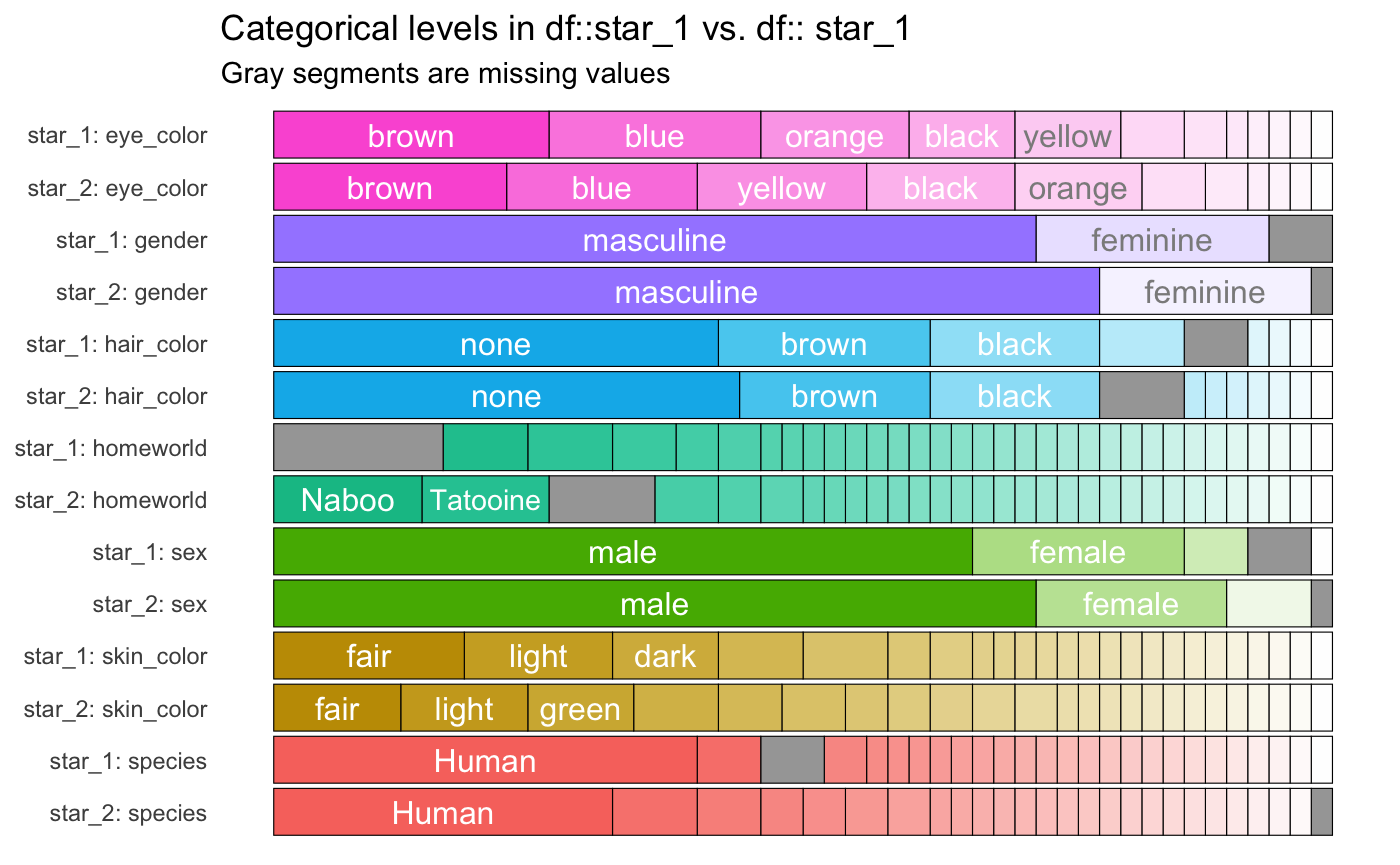 Categorical levels in df::star_1 vs. df:: star_1
Gray segments are missing values
star_1: eye_color brown blue orange black yellow
star_2: eye_color brown blue yellow black orange
star_1: gender masculine feminine
star_2: gender masculine feminine
star_1: hair_color none brown black
star_2: hair_color none brown black
star_1: homeworld
star_2: homeworld Naboo Tatooine
star_1: sex male female
star_2: sex male female
star_1: skin_color fair light dark
star_2: skin_color fair light green
star_1: species Human
star_2: species Human